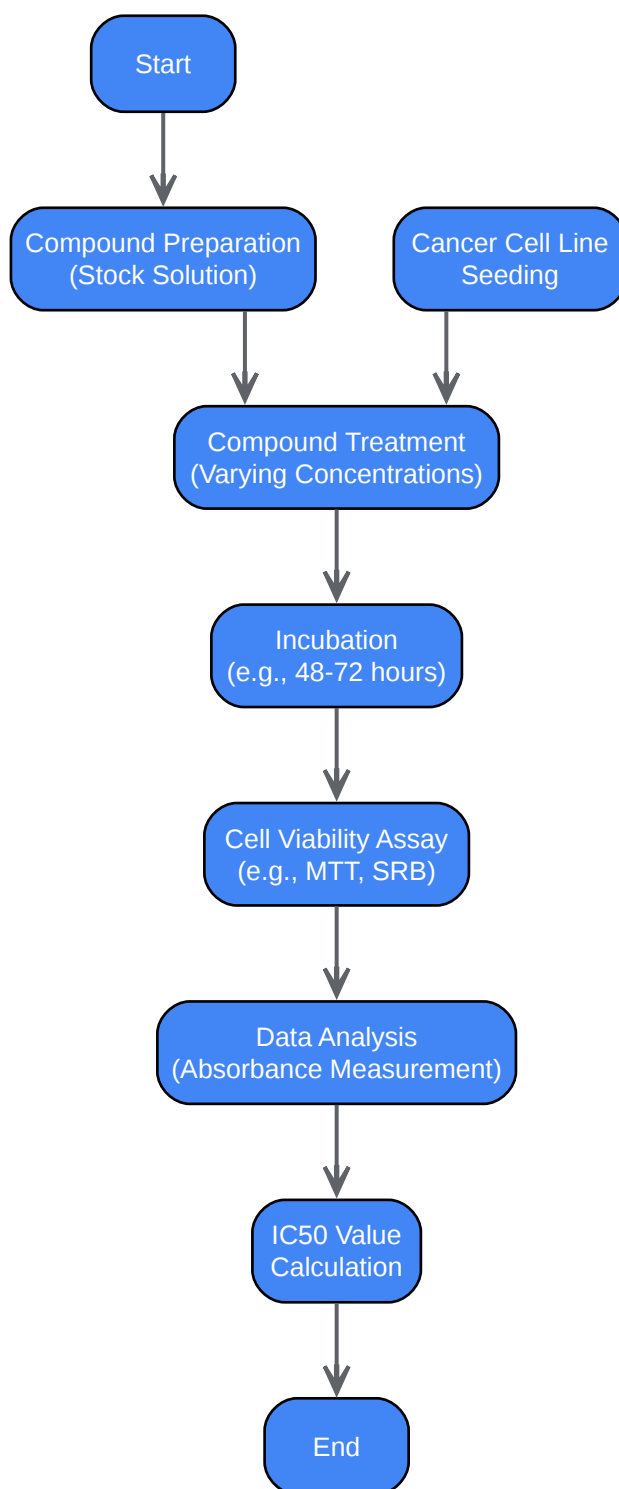 Start
Compound Preparation
(Stock Solution)
Cancer Cell Line
Seeding
Compound Treatment
(Varying Concentrations)
Incubation
(e.g., 48-72 hours)
Cell Viability Assay
(e.g., MTT, SRB)
Data Analysis
(Absorbance Measurement)
IC50 Value
Calculation
End